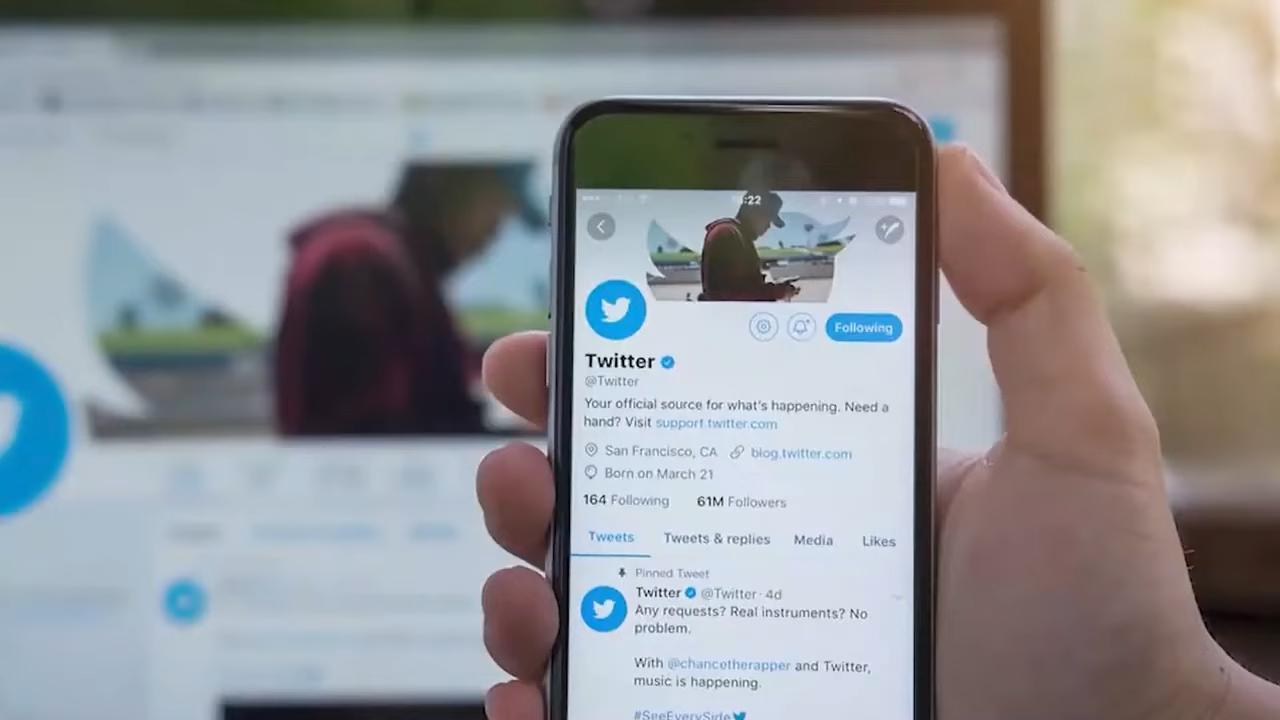 :22
Following
Twitter
@Twitter
Your official source for what's happening. Need a
hand? Visit support.twitter.com
San Francisco, CA blog.twitter.com
Born on March 21
164 Following 61M Followers
Tweets Tweets & replies Media Likes
Pinned Tweet
Twitter @Twitter · 4d
Any requests? Real instruments? No
problem.
With @chancetherapper and Twitter,
music is happening.
#SeeEverySide